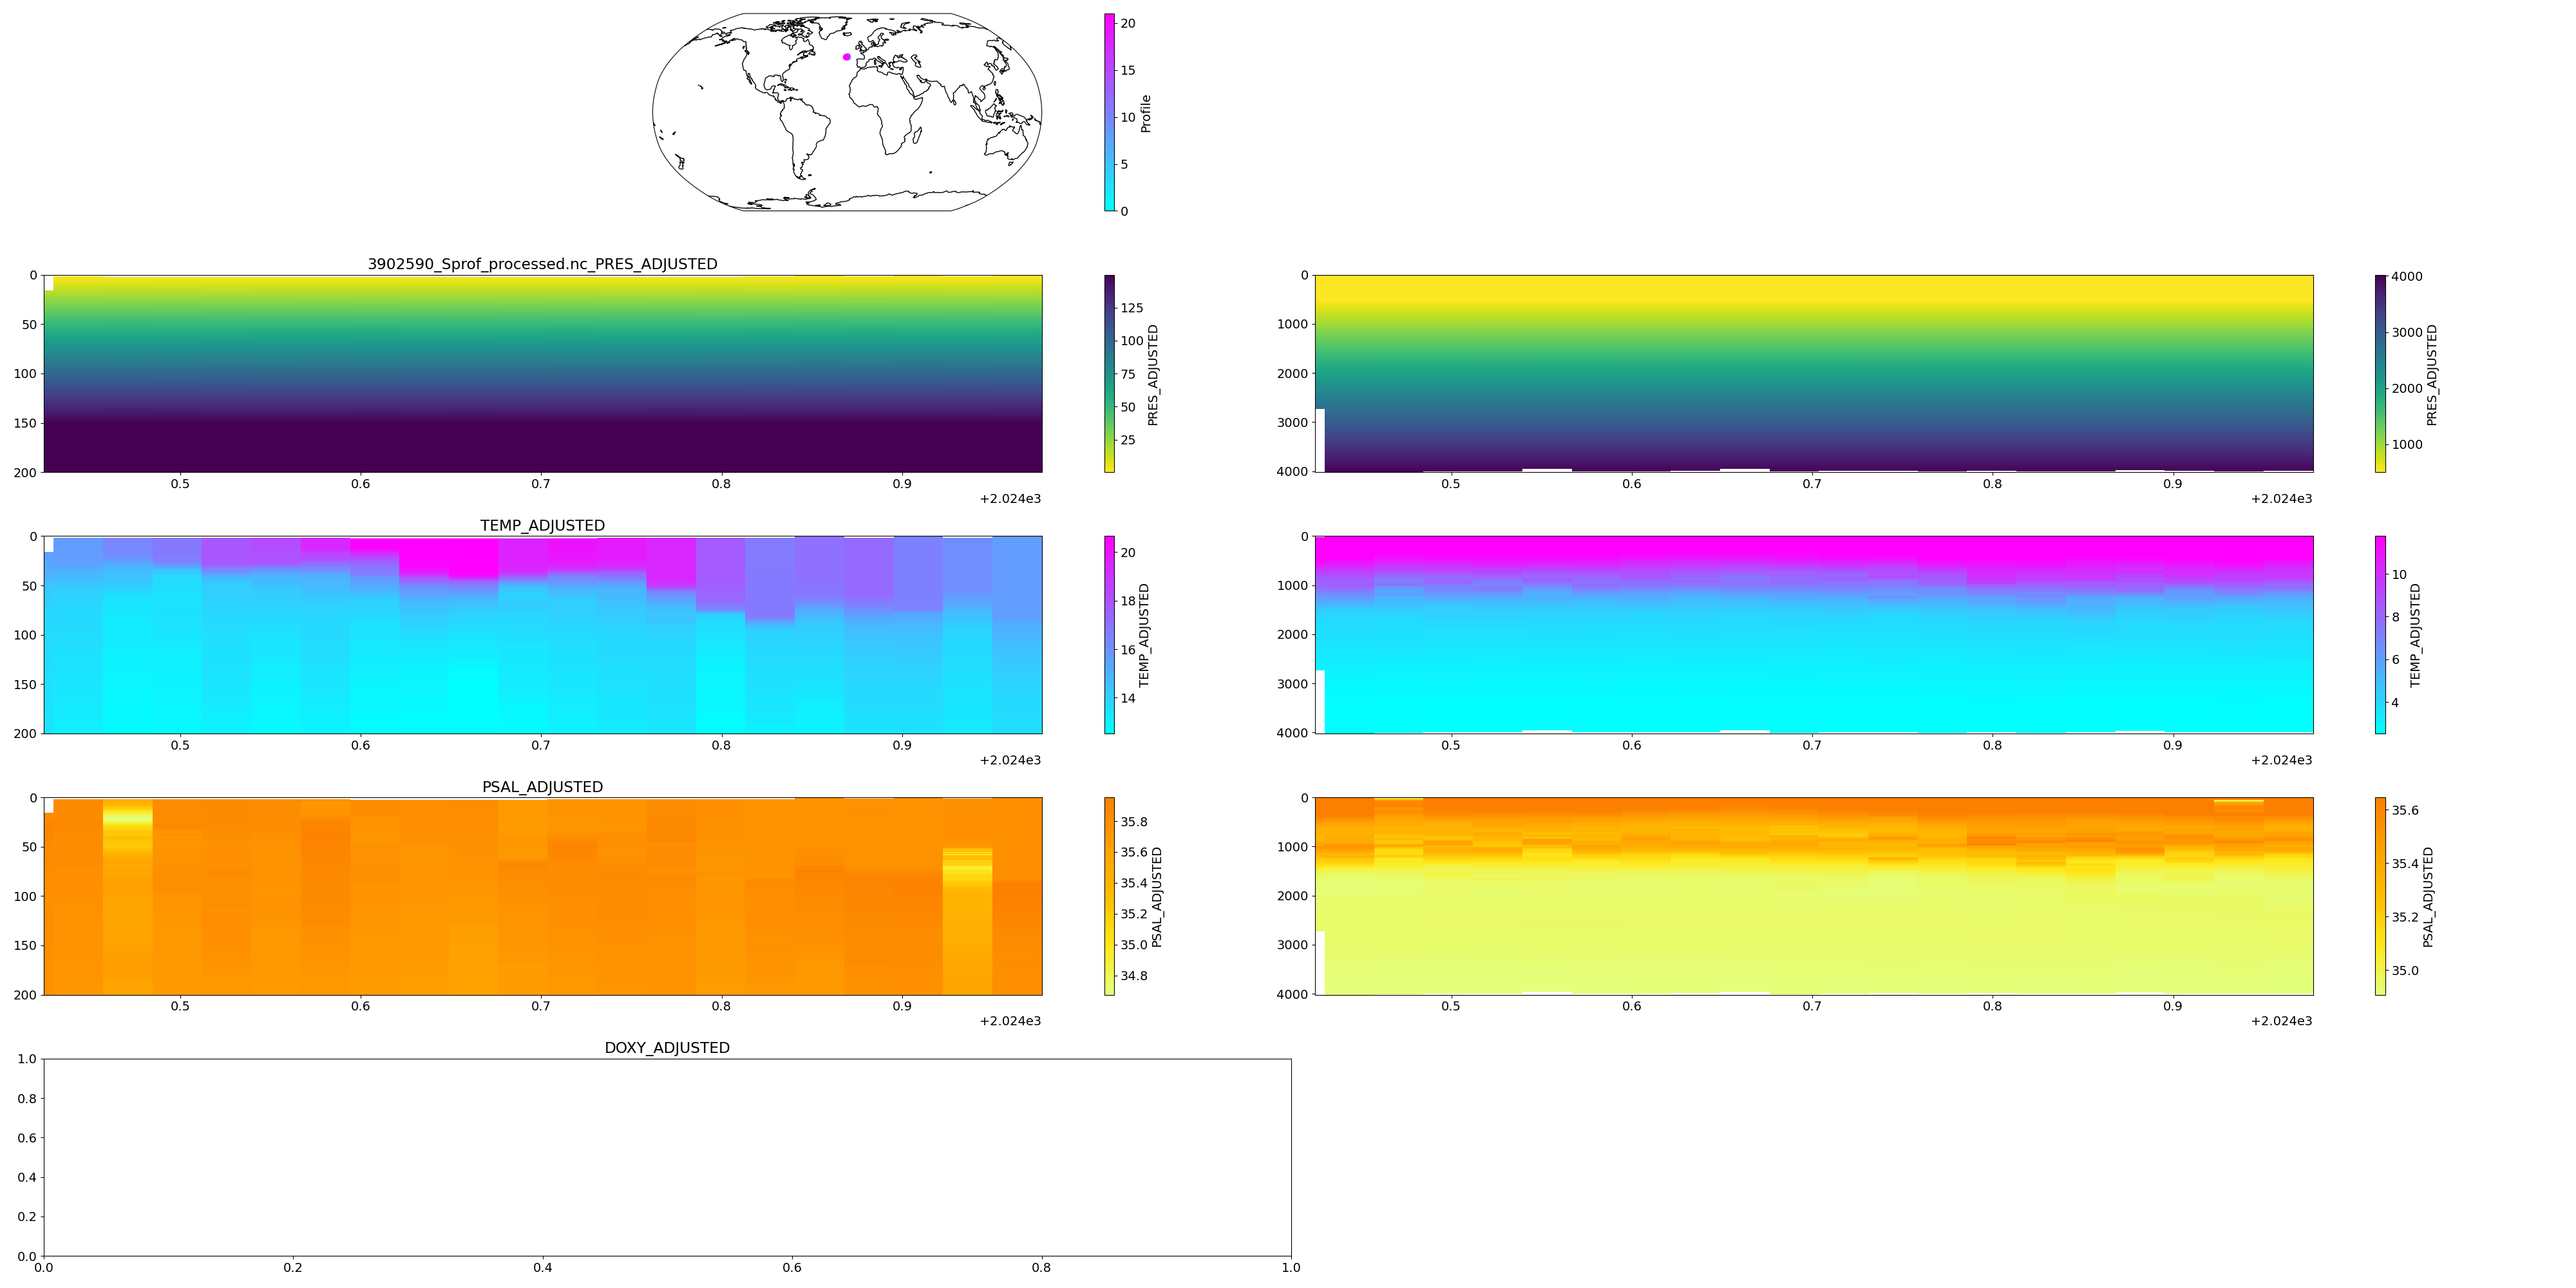 20
15
10
5
0
Profile
3902590_Sprof_processed.nc_PRES_ADJUSTED
0
50
100
150
200
0.5 0.6 0.7 0.8 0.9
+2.024e3
125
100
75
50
25
PRES_ADJUSTED
0
1000
2000
3000
4000
0.5 0.6 0.7 0.8 0.9
+2.024e3
4000
3000
2000
1000
PRES_ADJUSTED
TEMP_ADJUSTED
0
50
100
150
200
0.5 0.6 0.7 0.8 0.9
+2.024e3
20
18
16
14
TEMP_ADJUSTED
0
1000
2000
3000
4000
0.5 0.6 0.7 0.8 0.9
+2.024e3
10
8
6
4
TEMP_ADJUSTED
PSAL_ADJUSTED
0
50
100
150
200
0.5 0.6 0.7 0.8 0.9
+2.024e3
35.8
35.6
35.4
35.2
35.0
34.8
PSAL_ADJUSTED
0
1000
2000
3000
4000
0.5 0.6 0.7 0.8 0.9
+2.024e3
35.6
35.4
35.2
35.0
PSAL_ADJUSTED
DOXY_ADJUSTED
1.0
0.8
0.6
0.4
0.2
0.0
0.0 0.2 0.4 0.6 0.8 1.0